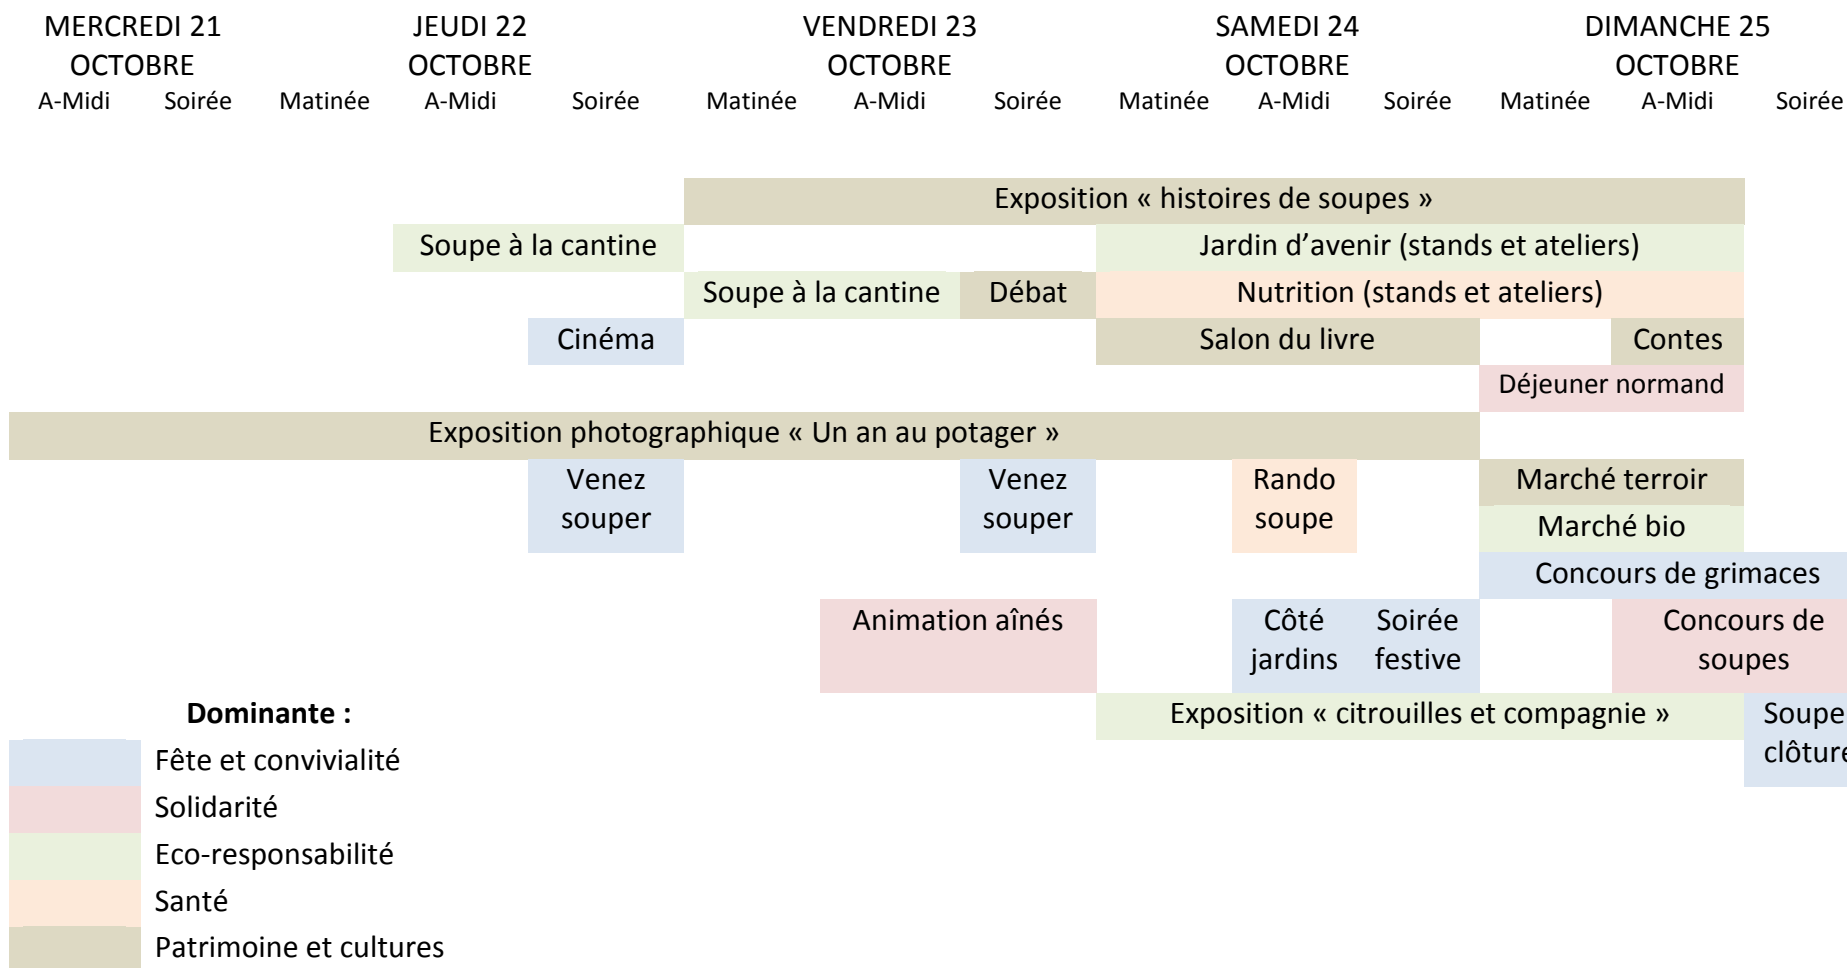 MERCREDI 21 JEUDI 22 VENDREDI 23 SAMEDI 24 DIMANCHE 25
OCTOBRE OCTOBRE OCTOBRE OCTOBRE OCTOBRE
A-Midi Soirée Matinée A-Midi Soirée Matinée A-Midi Soirée Matinée A-Midi Soirée Matinée A-Midi Soirée
Exposition « histoires de soupes »
Soupe à la cantine Jardin d’avenir (stands et ateliers)
Soupe à la cantine Débat Nutrition (stands et ateliers)
Cinéma Salon du livre Contes
Déjeuner normand
Exposition photographique « Un an au potager »
Venez Venez Rando Marché terroir
souper souper soupe Marché bio
Concours de grimaces
Animation aînés Côté Soirée Concours de
jardins festive soupes
Exposition « citrouilles et compagnie » Soupe
clôture
Dominante :
Fête et convivialité
Solidarité
Eco-responsabilité
Santé
Patrimoine et cultures